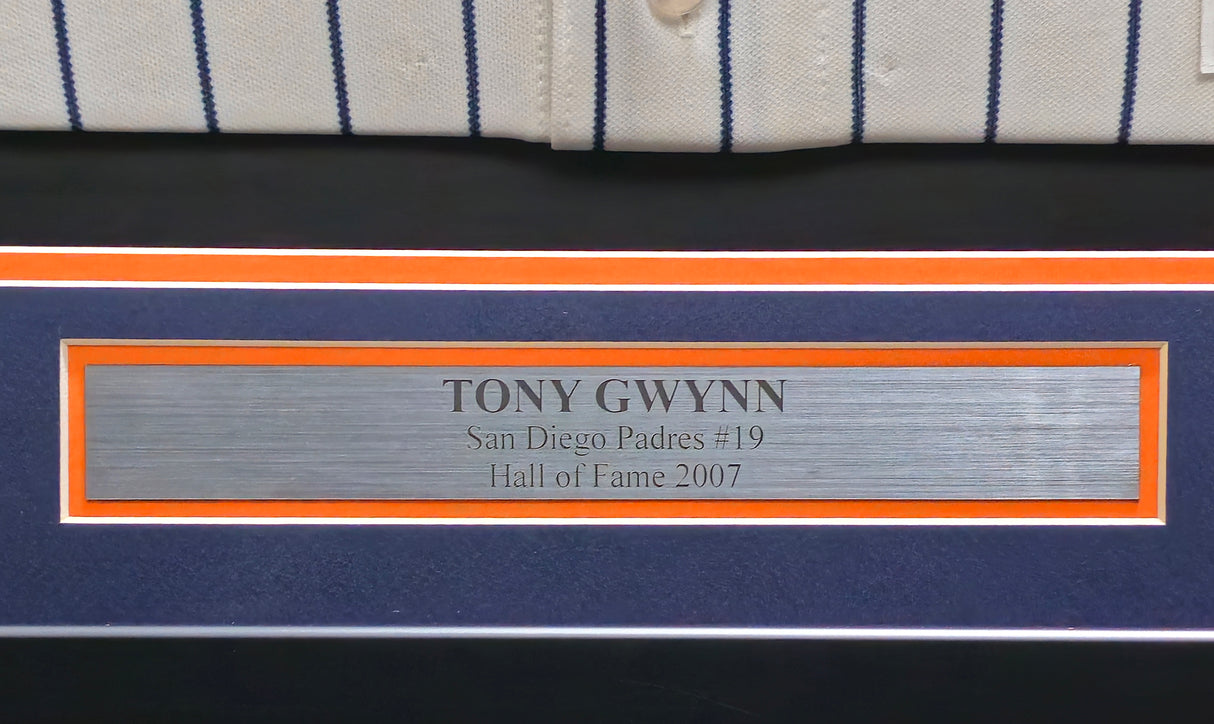 TONY GWYNN
San Diego Padres #19
Hall of Fame 2007